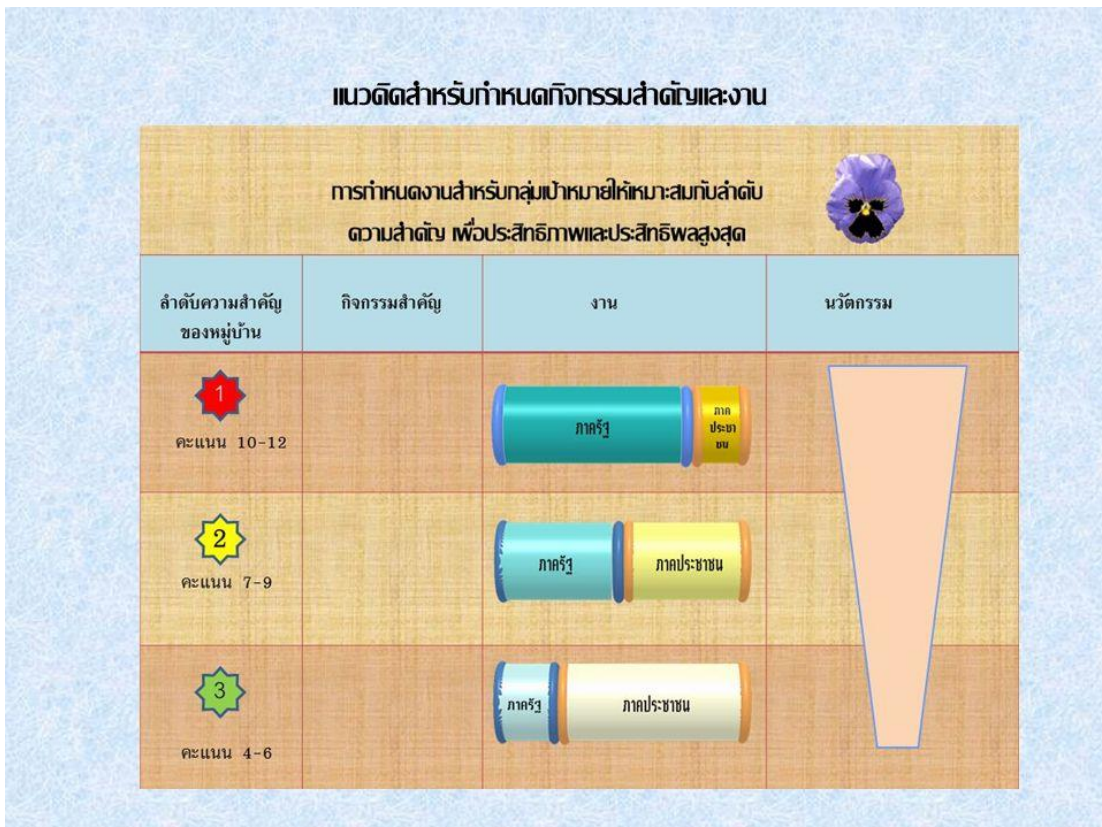 แนวคิดสำหรับกำหนดกิจกรรมสำคัญและงาน
การกำหนดงานสำหรับกลุ่มเป้าหมายให้เหมาะสมกับลำดับ
ความสำคัญ เพื่อประสิทธิภาพและประสิทธิผลสูงสุด
ลำดับความสำคัญ
ของหมู่บ้าน
กิจกรรมสำคัญ
งาน
นวัตกรรม
1
คะแนน 10-12
ภาครัฐ
ภาค
ประชา
ชน
2
คะแนน 7-9
ภาครัฐ
ภาคประชาชน
3
คะแนน 4-6
ภาครัฐ
ภาคประชาชน